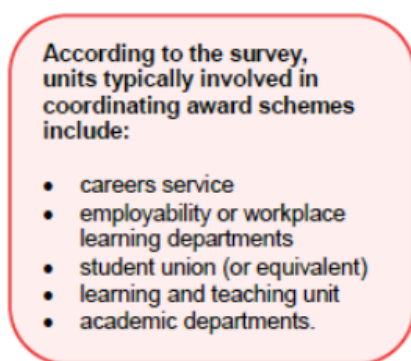 According to the survey,
units typically involved in
coordinating award schemes
include:
• careers service
• employability or workplace
learning departments
• student union (or equivalent)
• learning and teaching unit
• academic departments.